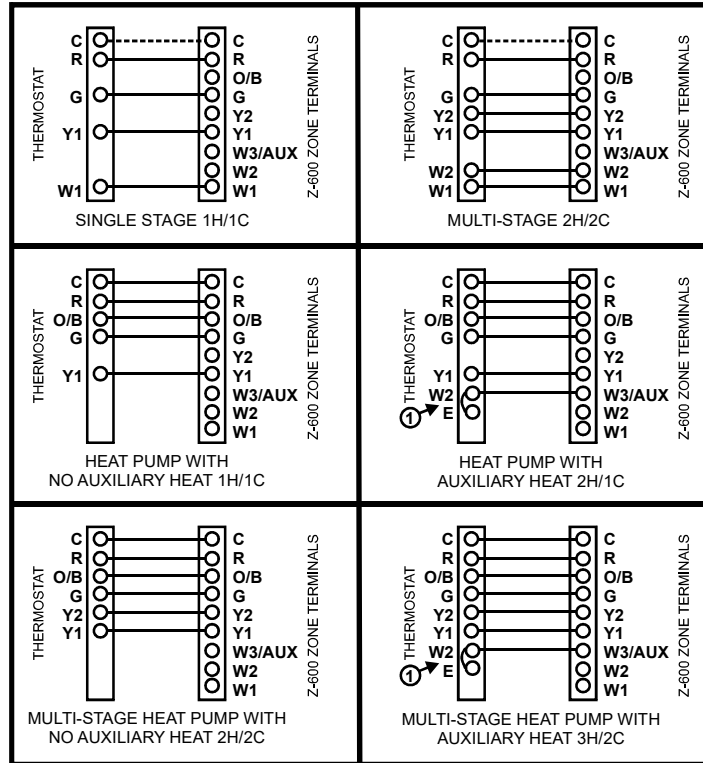 THERMOSTAT
C
R
G
Y1
W1
C
R
O/B
G
Y2
Y1
W3/AUX
W2
W1
Z-600 ZONE TERMINALS
SINGLE STAGE 1H/1C
THERMOSTAT
C
R
G
Y2
Y1
W2
W1
C
R
O/B
G
Y2
Y1
W3/AUX
W2
W1
Z-600 ZONE TERMINALS
MULTI-STAGE 2H/2C
THERMOSTAT
C
R
O/B
G
Y1
C
R
O/B
G
Y2
Y1
W3/AUX
W2
W1
Z-600 ZONE TERMINALS
HEAT PUMP WITH
NO AUXILIARY HEAT 1H/1C
THERMOSTAT
C
R
O/B
G
Y1
W2
E
1
C
R
O/B
G
Y2
Y1
W3/AUX
W2
W1
Z-600 ZONE TERMINALS
HEAT PUMP WITH
AUXILIARY HEAT 2H/1C
THERMOSTAT
C
R
O/B
G
Y2
Y1
C
R
O/B
G
Y2
Y1
W3/AUX
W2
W1
Z-600 ZONE TERMINALS
MULTI-STAGE HEAT PUMP WITH
NO AUXILIARY HEAT 2H/2C
THERMOSTAT
C
R
O/B
G
Y2
Y1
W2
E
1
C
R
O/B
G
Y2
Y1
W3/AUX
W2
W1
Z-600 ZONE TERMINALS
MULTI-STAGE HEAT PUMP WITH
AUXILIARY HEAT 3H/2C